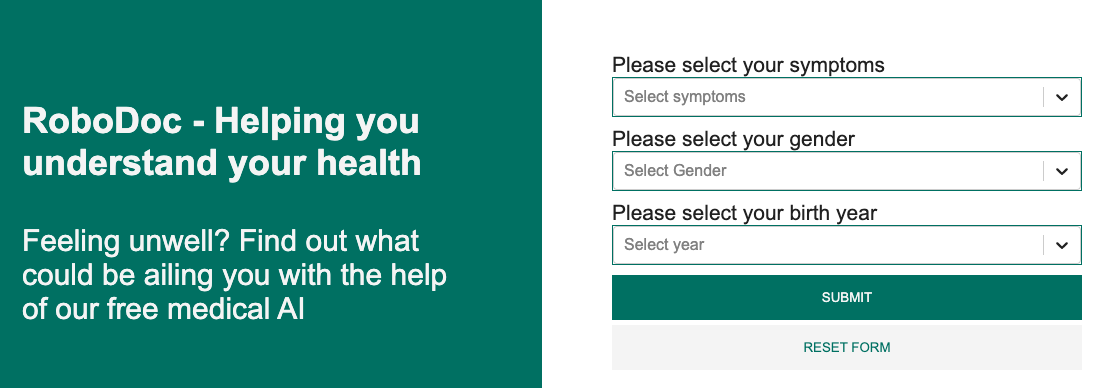 RoboDoc - Helping you
understand your health
Feeling unwell? Find out what
could be ailing you with the help
of our free medical AI
Please select your symptoms
Select symptoms
Please select your gender
Select Gender
Please select your birth year
Select year
SUBMIT
RESET FORM